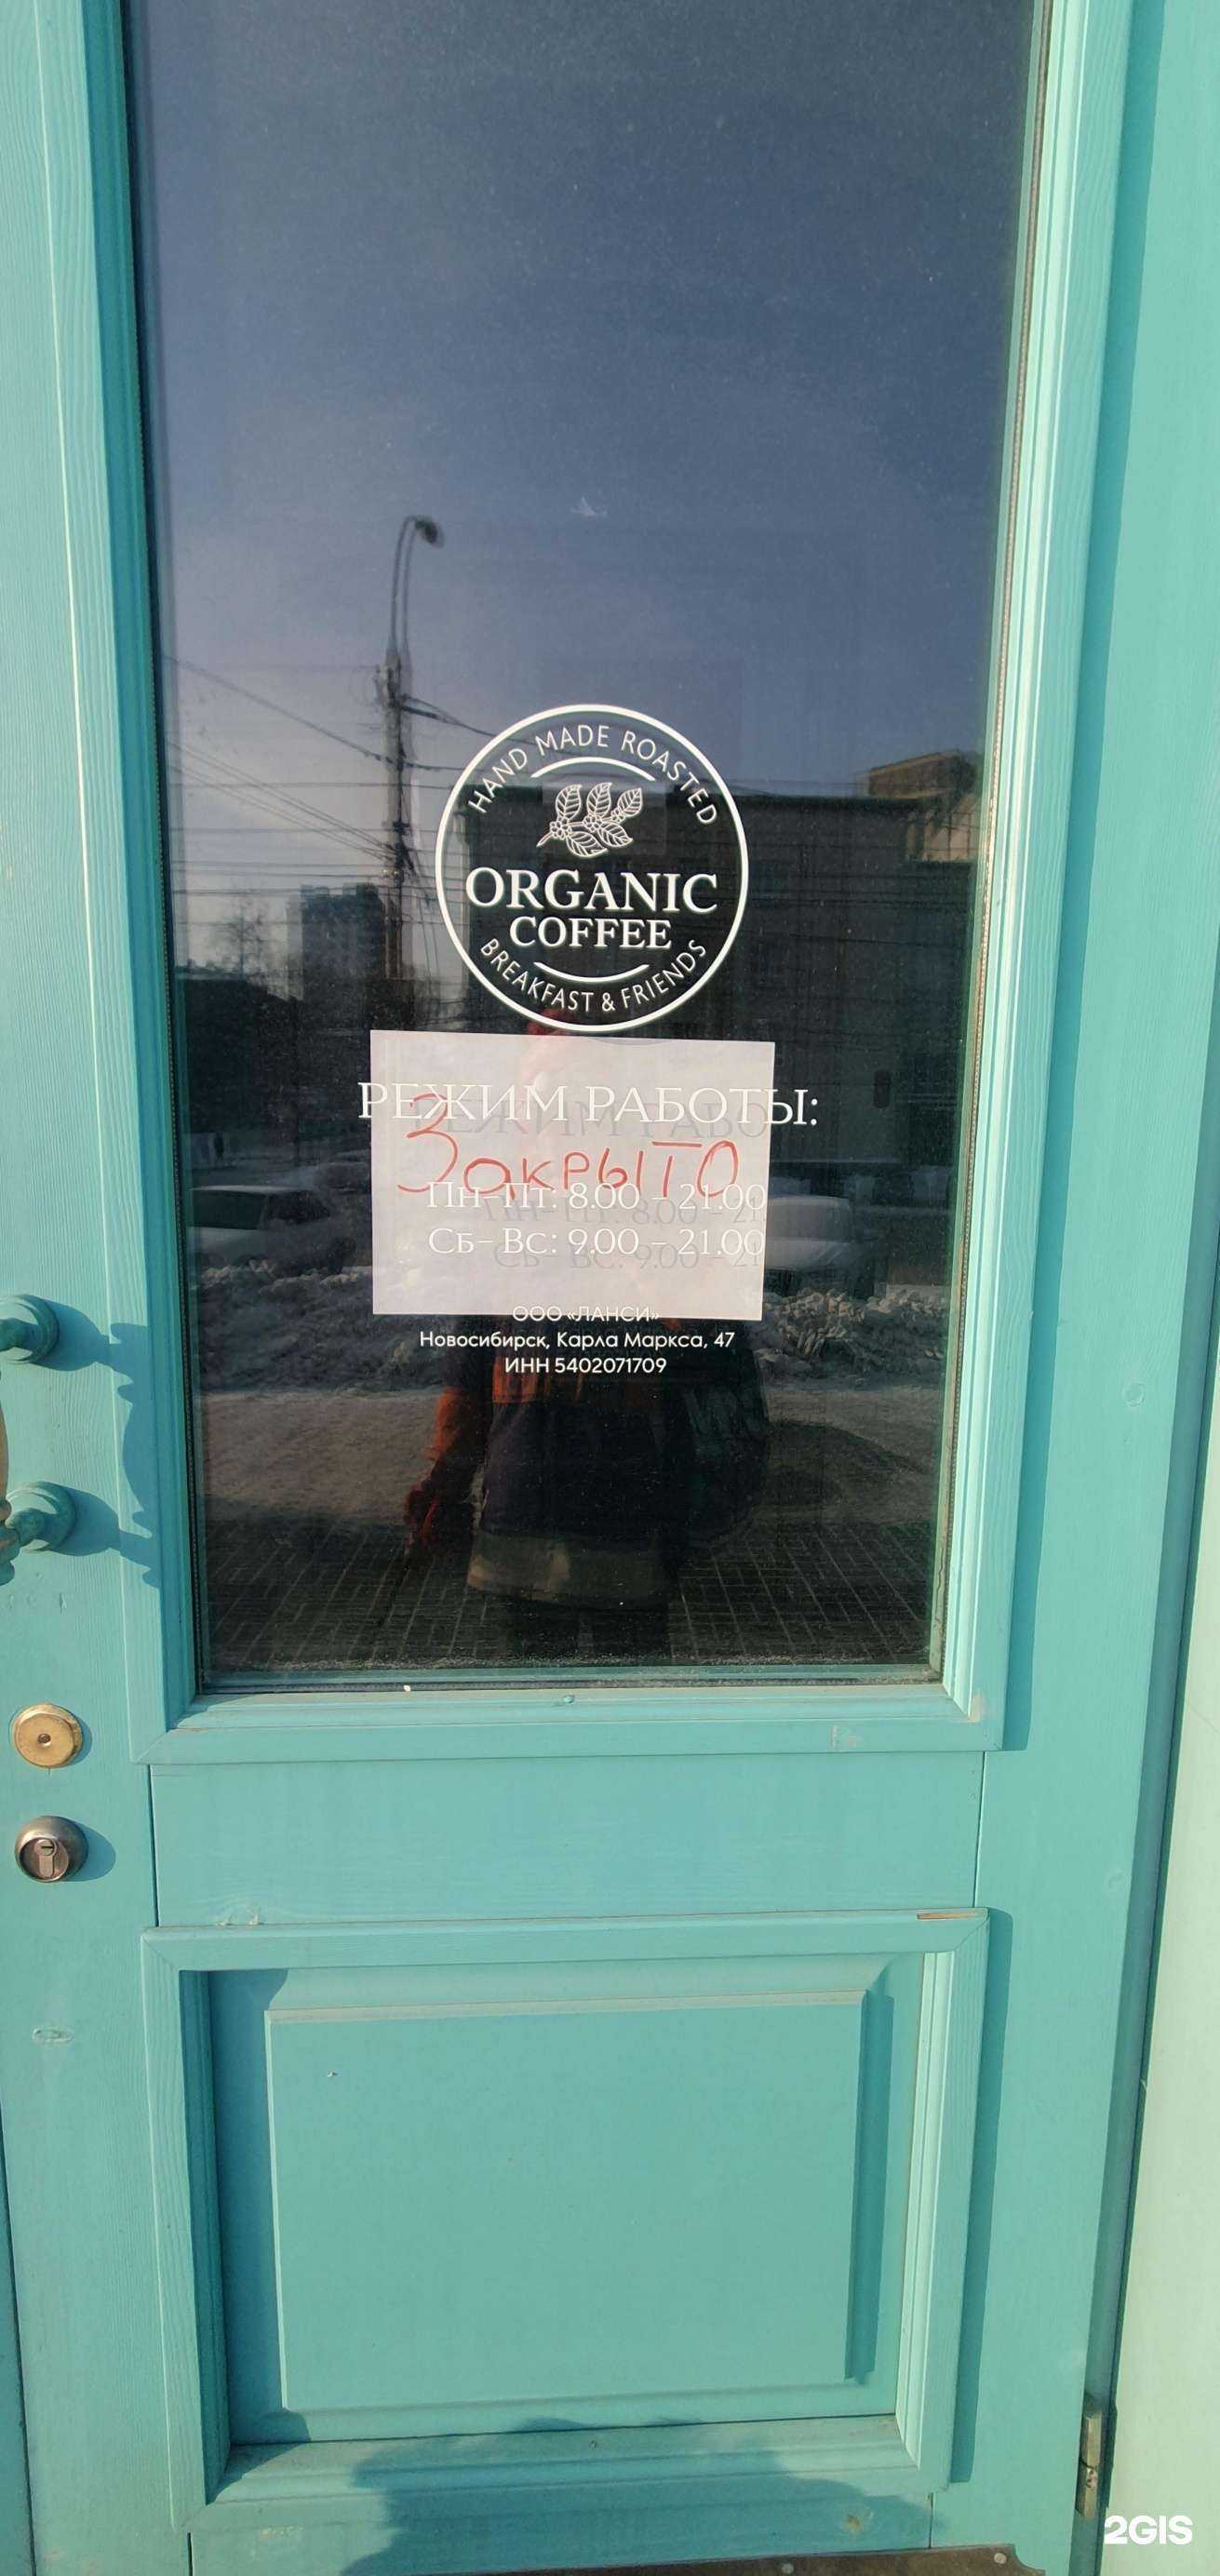 HAND MADE ROASTED
ORGANIC
COFFEE
BREAKFAST & FRIENDS
РЕЖИМ РАБОТЫ:
Закрыто
Пн-Пт: 8.00 - 21.00
Сб- Вс: 9.00 - 21.00
ООО «ЛАНСИ»
Новосибирск, Карла Маркса, 47
ИНН 5402071709
2GIS